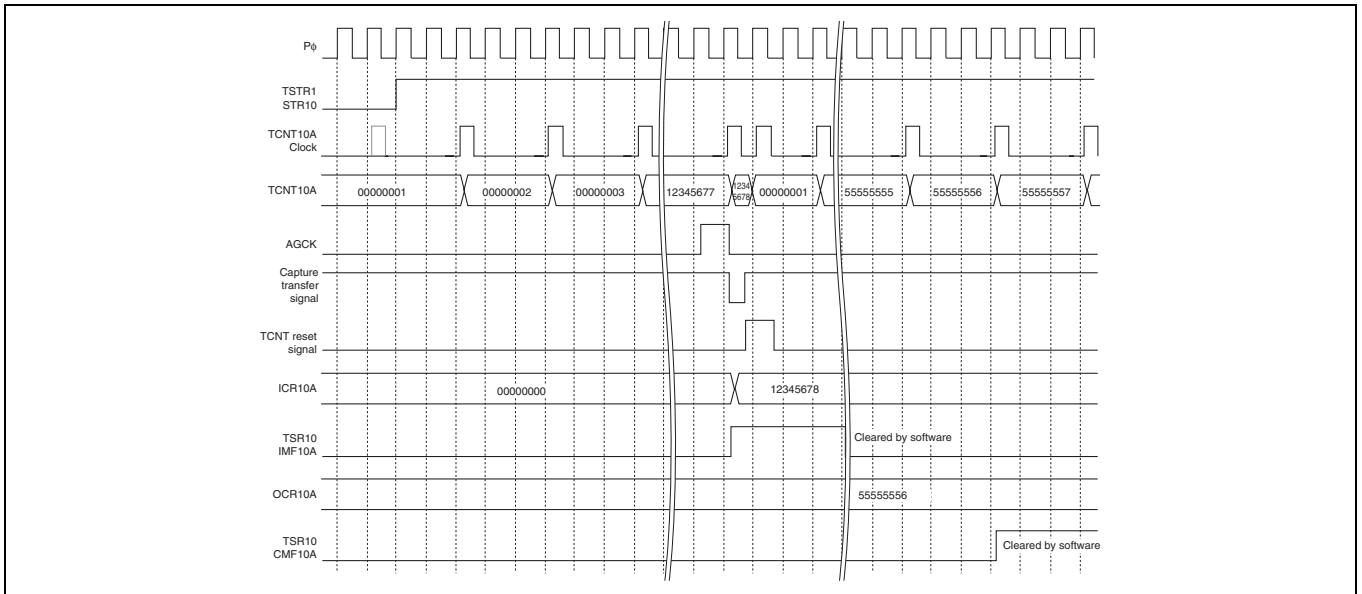 Pϕ
TSTR1
STR10
TCNT10A
Clock
TCNT10A
00000001
00000002
00000003
12345677
1234
5678
00000001
55555555
55555556
55555557
AGCK
Capture
transfer
signal
TCNT reset
signal
ICR10A
00000000
12345678
TSR10
IMF10A
Cleared by software
OCR10A
55555556
TSR10
CMF10A
Cleared by software